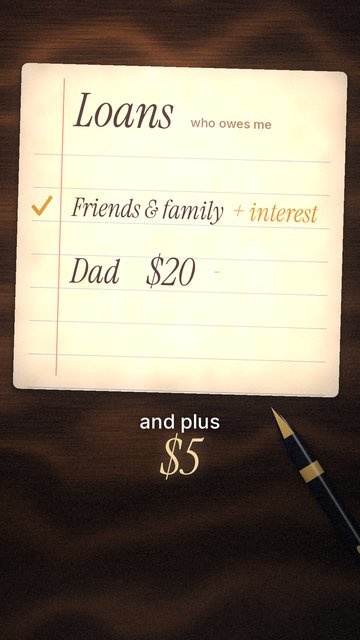 Loans who owes me
Friends & family + interest
Dad $20 -
and plus
$5